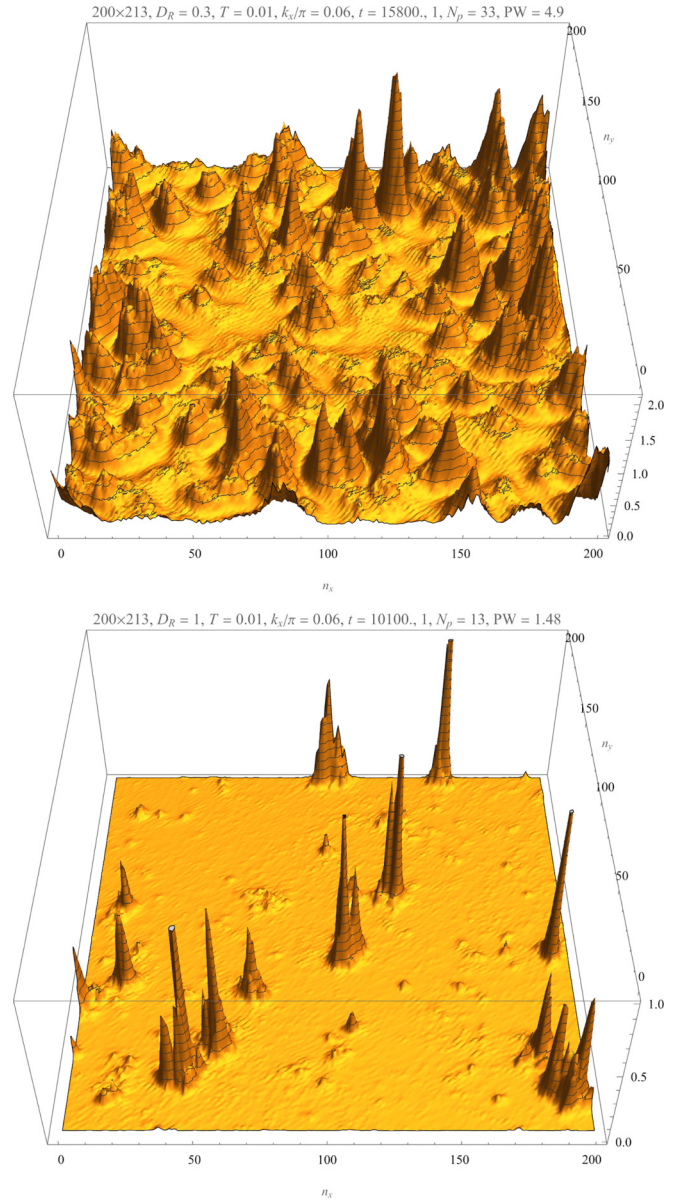 200×213, D_R = 0.3, T = 0.01, k_x/π = 0.06, t = 15800., 1, N_p = 33, PW = 4.9
200
150
n_y
100
50
0
2.0
1.5
1.0
0.5
0.0
0 50 100 150 200
n_x
200×213, D_R = 1, T = 0.01, k_x/π = 0.06, t = 10100., 1, N_p = 13, PW = 1.48
200
150
n_y
100
50
0
1.0
0.5
0.0
0 50 100 150 200
n_x